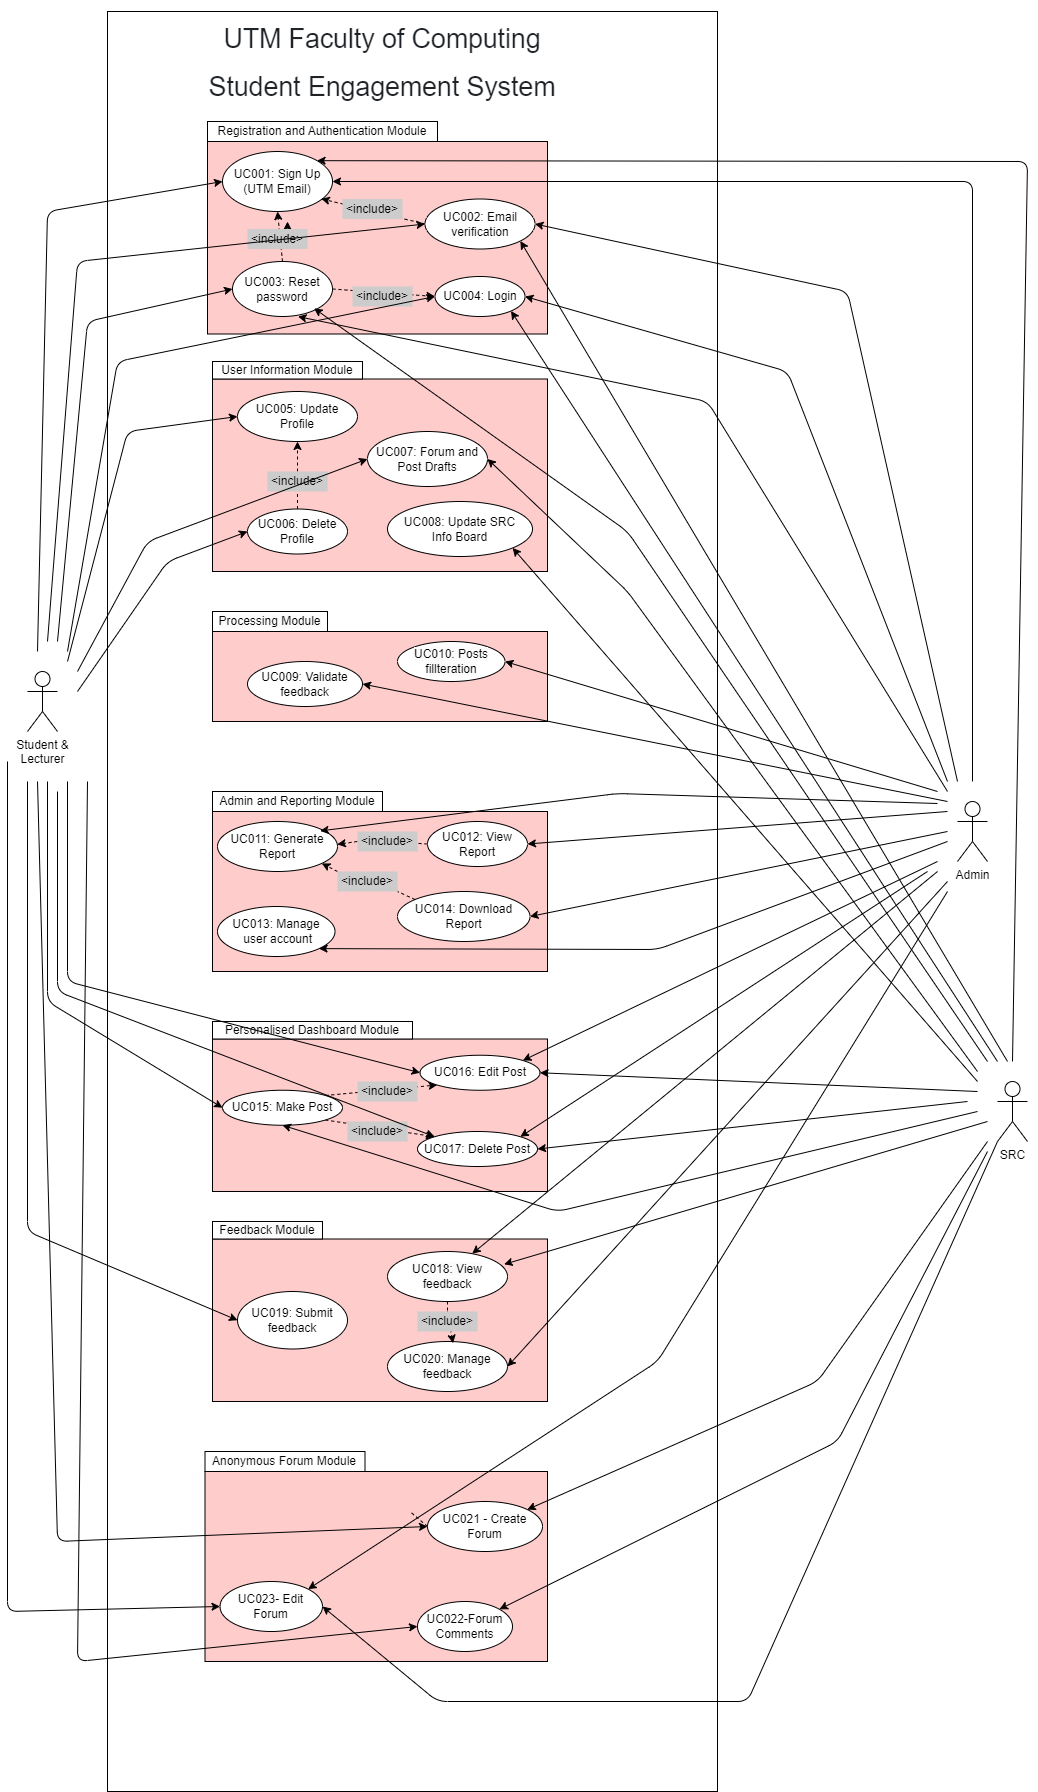 UTM Faculty of Computing
Student Engagement System
Registration and Authentication Module
UC001: Sign Up
(UTM Email)
<include>
UC002: Email
verification
<include>
UC003: Reset
password
<include>
UC004: Login
User Information Module
UC005: Update
Profile
UC007: Forum and
Post Drafts
<include>
UC006: Delete
Profile
UC008: Update SRC
Info Board
Processing Module
UC010: Posts
fillteration
UC009: Validate
feedback
Student &
Lecturer
Admin and Reporting Module
UC011: Generate
Report
<include>
UC012: View
Report
<include>
UC013: Manage
user account
UC014: Download
Report
Admin
Personalised Dashboard Module
UC016: Edit Post
<include>
UC015: Make Post
<include>
UC017: Delete Post
SRC
Feedback Module
UC018: View
feedback
UC019: Submit
feedback
<include>
UC020: Manage
feedback
Anonymous Forum Module
UC021 - Create
Forum
UC023- Edit
Forum
UC022-Forum
Comments